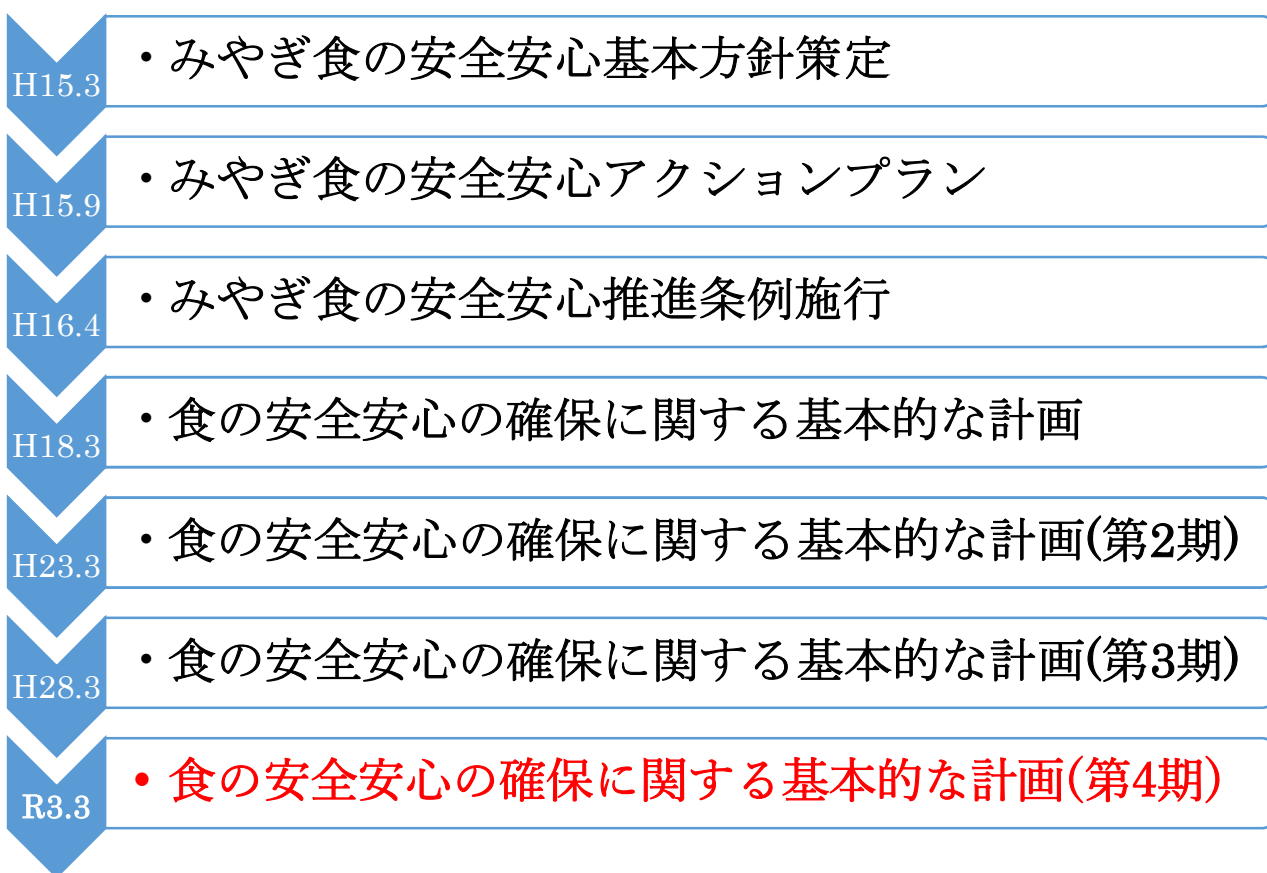 H15.3
・みやぎ食の安全安心基本方針策定
H15.9
・みやぎ食の安全安心アクションプラン
H16.4
・みやぎ食の安全安心推進条例施行
H18.3
・食の安全安心の確保に関する基本的な計画
H23.3
・食の安全安心の確保に関する基本的な計画(第2期)
H28.3
・食の安全安心の確保に関する基本的な計画(第3期)
R3.3
・食の安全安心の確保に関する基本的な計画(第4期)